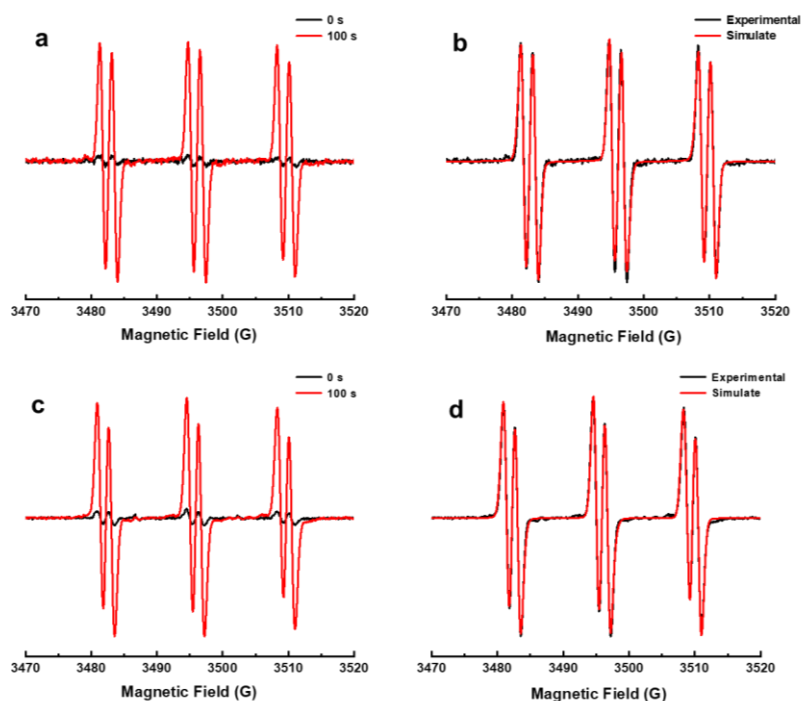 a
0 s
100 s
3470 3480 3490 3500 3510 3520
Magnetic Field (G)
b
Experimental
Simulate
3470 3480 3490 3500 3510 3520
Magnetic Field (G)
c
0 s
100 s
3470 3480 3490 3500 3510 3520
Magnetic Field (G)
d
Experimental
Simulate
3470 3480 3490 3500 3510 3520
Magnetic Field (G)